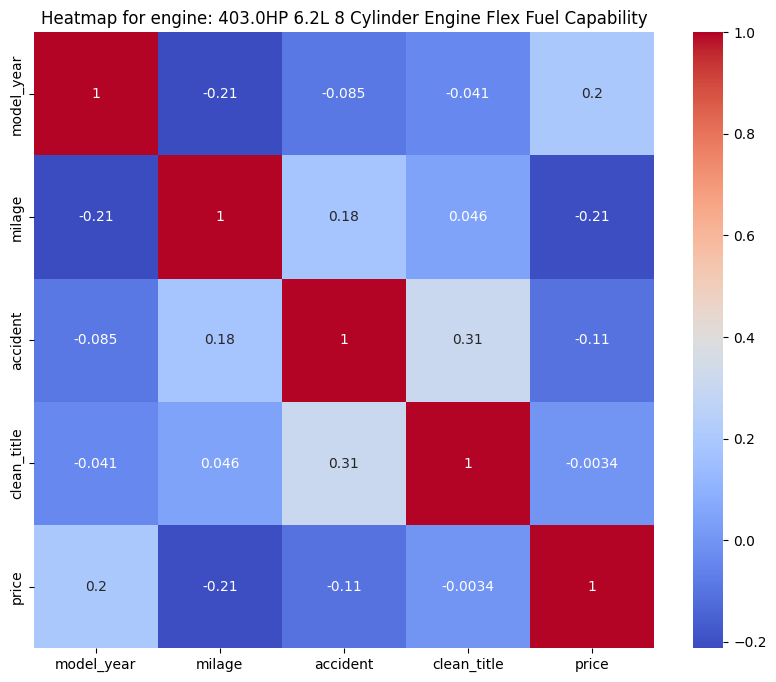 Heatmap for engine: 403.0HP 6.2L 8 Cylinder Engine Flex Fuel Capability
model_year
1
-0.21
-0.085
-0.041
0.2
milage
-0.21
1
0.18
0.046
-0.21
accident
-0.085
0.18
1
0.31
-0.11
clean_title
-0.041
0.046
0.31
1
-0.0034
price
0.2
-0.21
-0.11
-0.0034
1
model_year
milage
accident
clean_title
price
1.0
0.8
0.6
0.4
0.2
0.0
−0.2